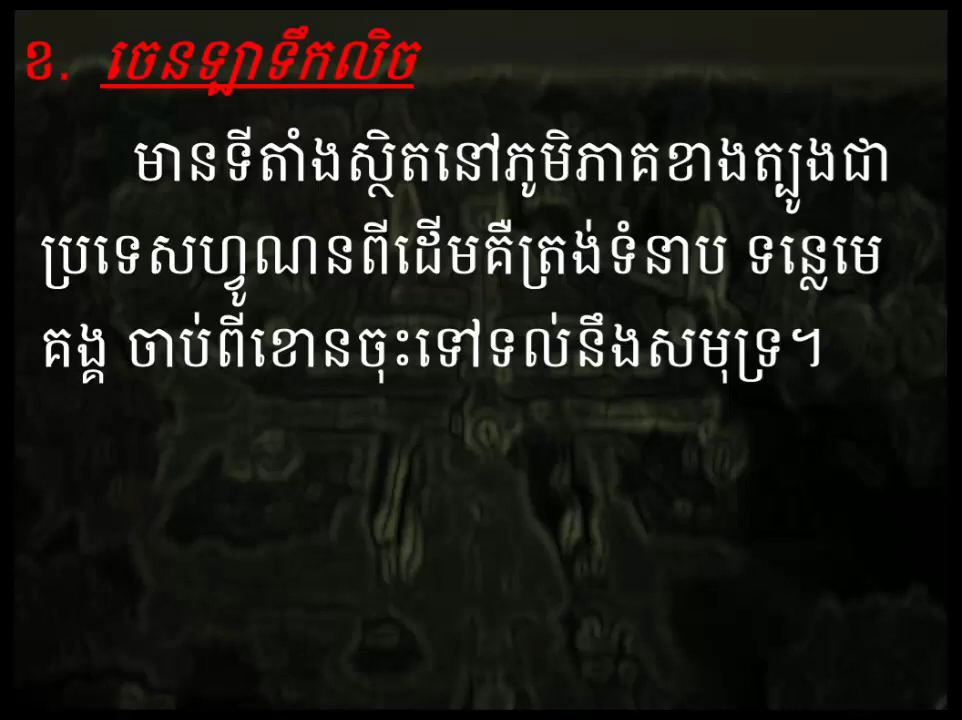 ខ. ចេនឡាទឹកលិច
មានទីតាំងស្ថិតនៅភូមិភាគខាងត្បូងជា
ប្រទេសហ្វូណនពីដើមគឺត្រង់ទំនាប ទន្លេមេ
គង្គ ចាប់ពីខោនចុះទៅទល់នឹងសមុទ្រ។